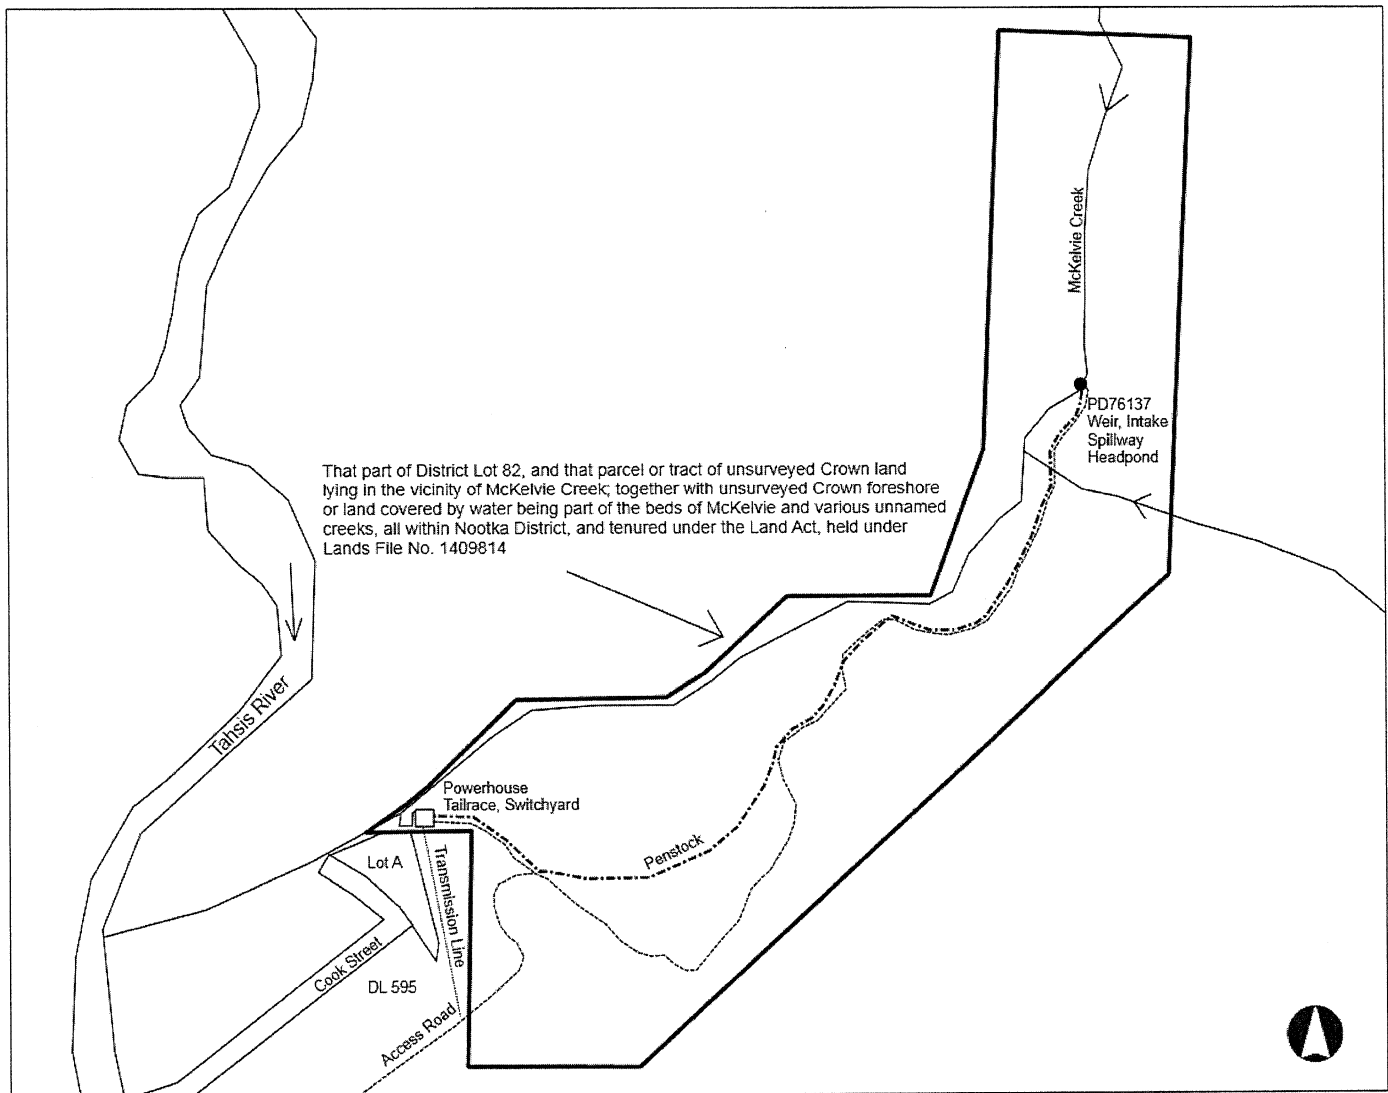 McKelvie Creek
PD76137
Weir, Intake
Spillway
Headpond
That part of District Lot 82, and that parcel or tract of unsurveyed Crown land
lying in the vicinity of McKelvie Creek; together with unsurveyed Crown foreshore
or land covered by water being part of the beds of McKelvie and various unnamed
creeks, all within Nootka District, and tenured under the Land Act, held under
Lands File No. 1409814
Tahsis River
Powerhouse
Tailrace, Switchyard
Penstock
Lot A
Transmission Line
Cook Street
DL 595
Access Road